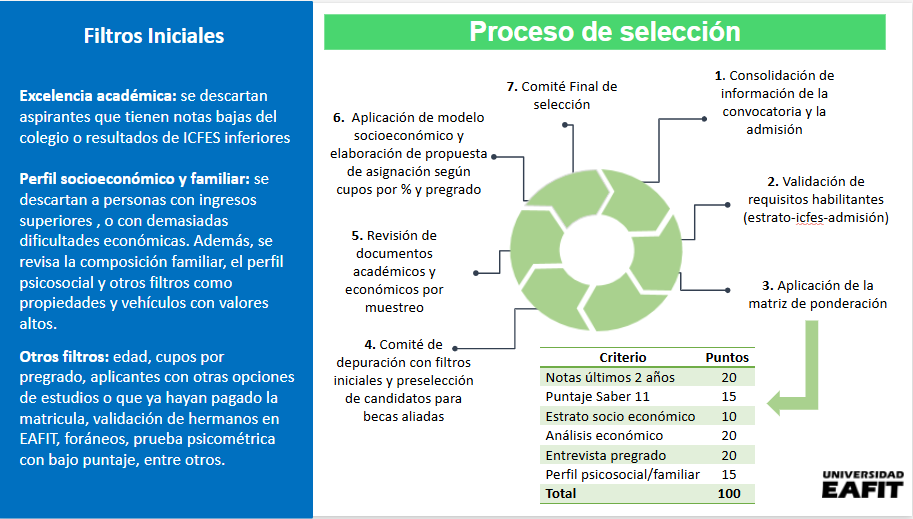 Filtros Iniciales
Excelencia académica: se descartan
aspirantes que tienen notas bajas del
colegio o resultados de ICFES inferiores
Perfil socioeconómico y familiar: se
descartan a personas con ingresos
superiores , o con demasiadas
dificultades económicas. Además, se
revisa la composición familiar, el perfil
psicosocial y otros filtros como
propiedades y vehículos con valores
altos.
Otros filtros: edad, cupos por
pregrado, aplicantes con otras opciones
de estudios o que ya hayan pagado la
matricula, validación de hermanos en
EAFIT, foráneos, prueba psicométrica
con bajo puntaje, entre otros.
Proceso de selección
1. Consolidación de
información de la
convocatoria y la
admisión
2. Validación de
requisitos habilitantes
(estrato-icfes-admisión)
3. Aplicación de la
matriz de ponderación
4. Comité de
depuración con filtros
iniciales y preselección
de candidatos para
becas aliadas
5. Revisión de
documentos
académicos y
económicos por
muestreo
6. Aplicación de modelo
socioeconómico y
elaboración de propuesta
de asignación según
cupos por % y pregrado
7. Comité Final de
selección
Criterio Puntos
Notas últimos 2 años 20
Puntaje Saber 11 15
Estrato socio económico 10
Análisis económico 20
Entrevista pregrado 20
Perfil psicosocial/familiar 15
Total 100
UNIVERSIDAD
EAFIT